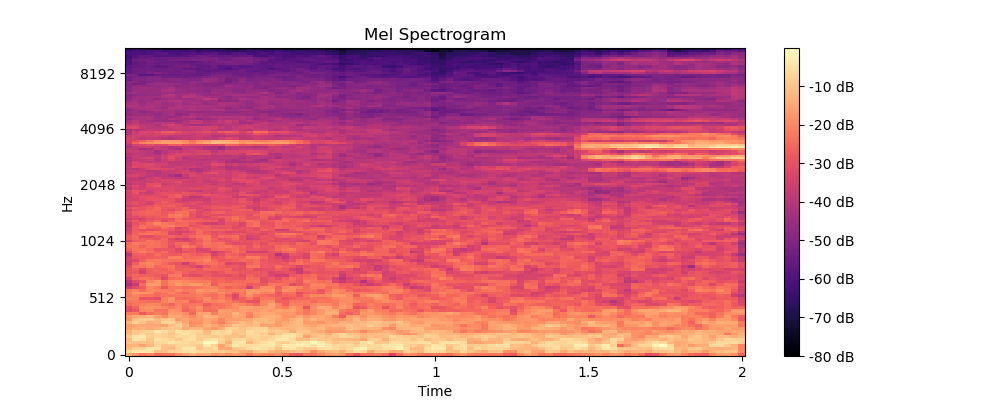 Mel Spectrogram
8192
4096
2048
1024
512
0
Hz
0
0.5
1
1.5
2
Time
-10 dB
-20 dB
-30 dB
-40 dB
-50 dB
-60 dB
-70 dB
-80 dB